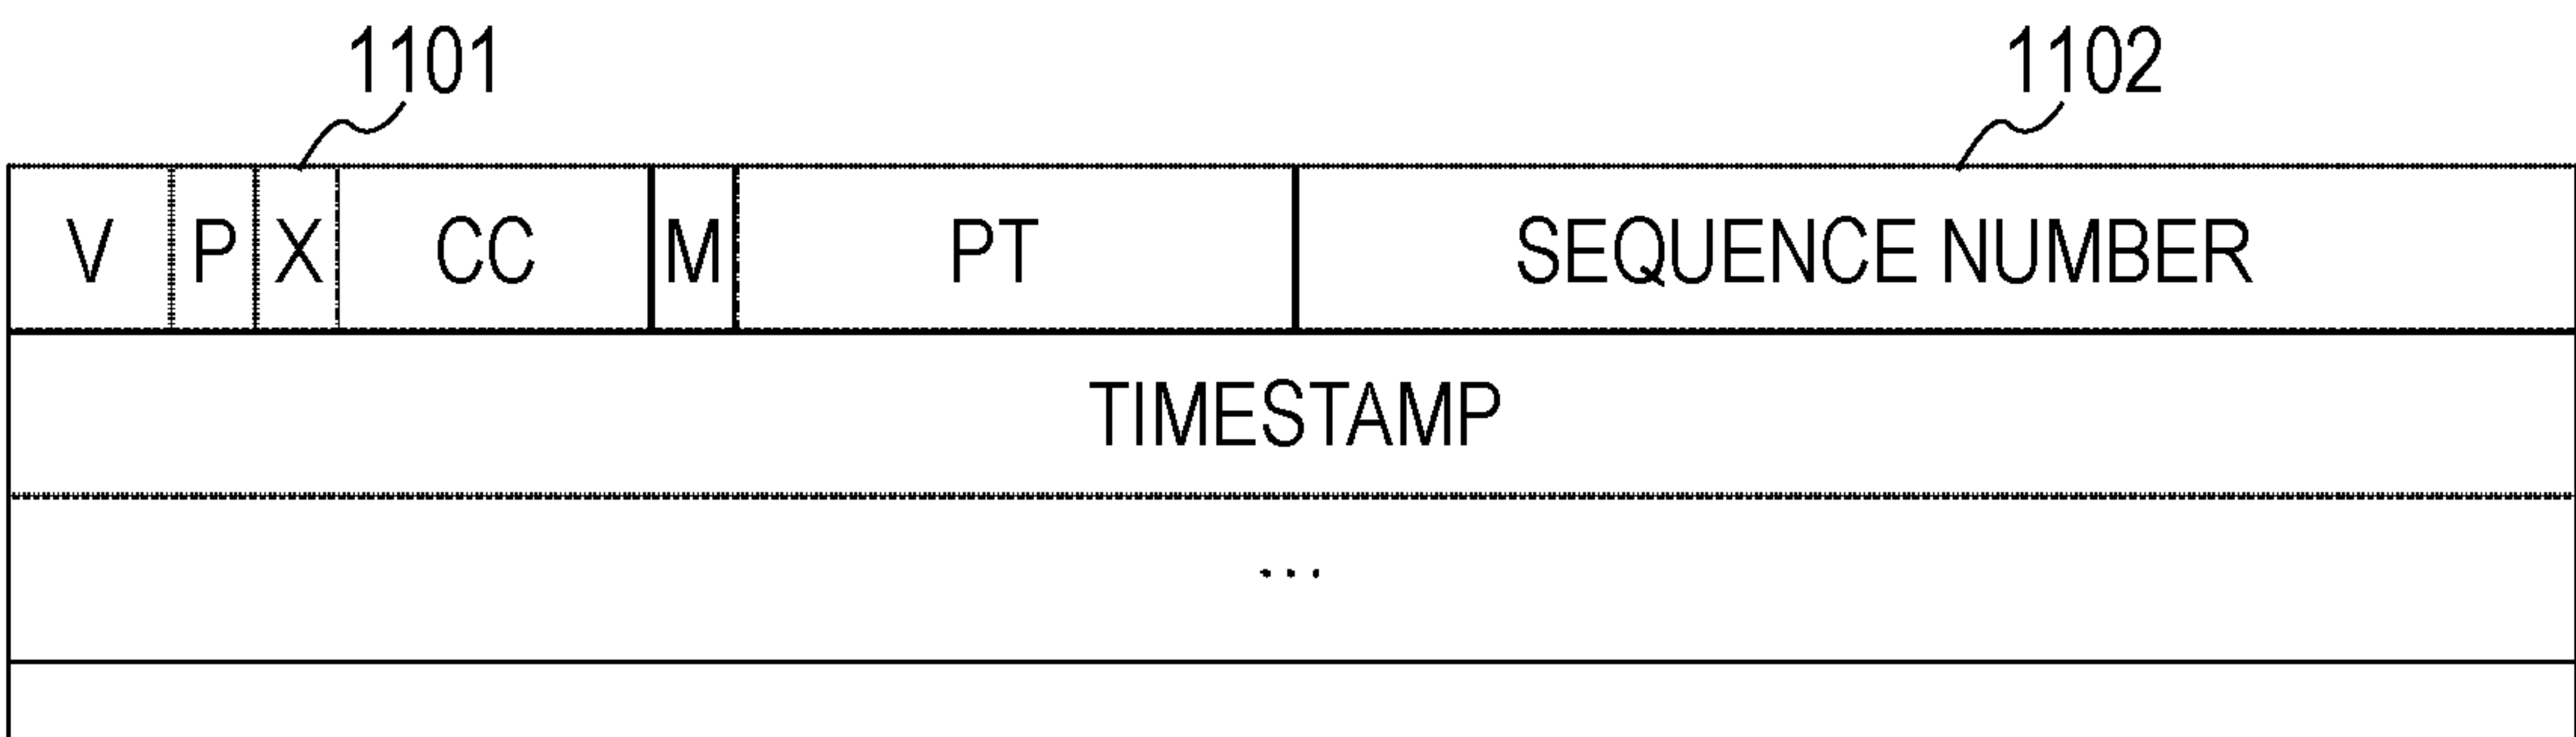 1101 1102
V P X CC M PT SEQUENCE NUMBER
TIMESTAMP
...